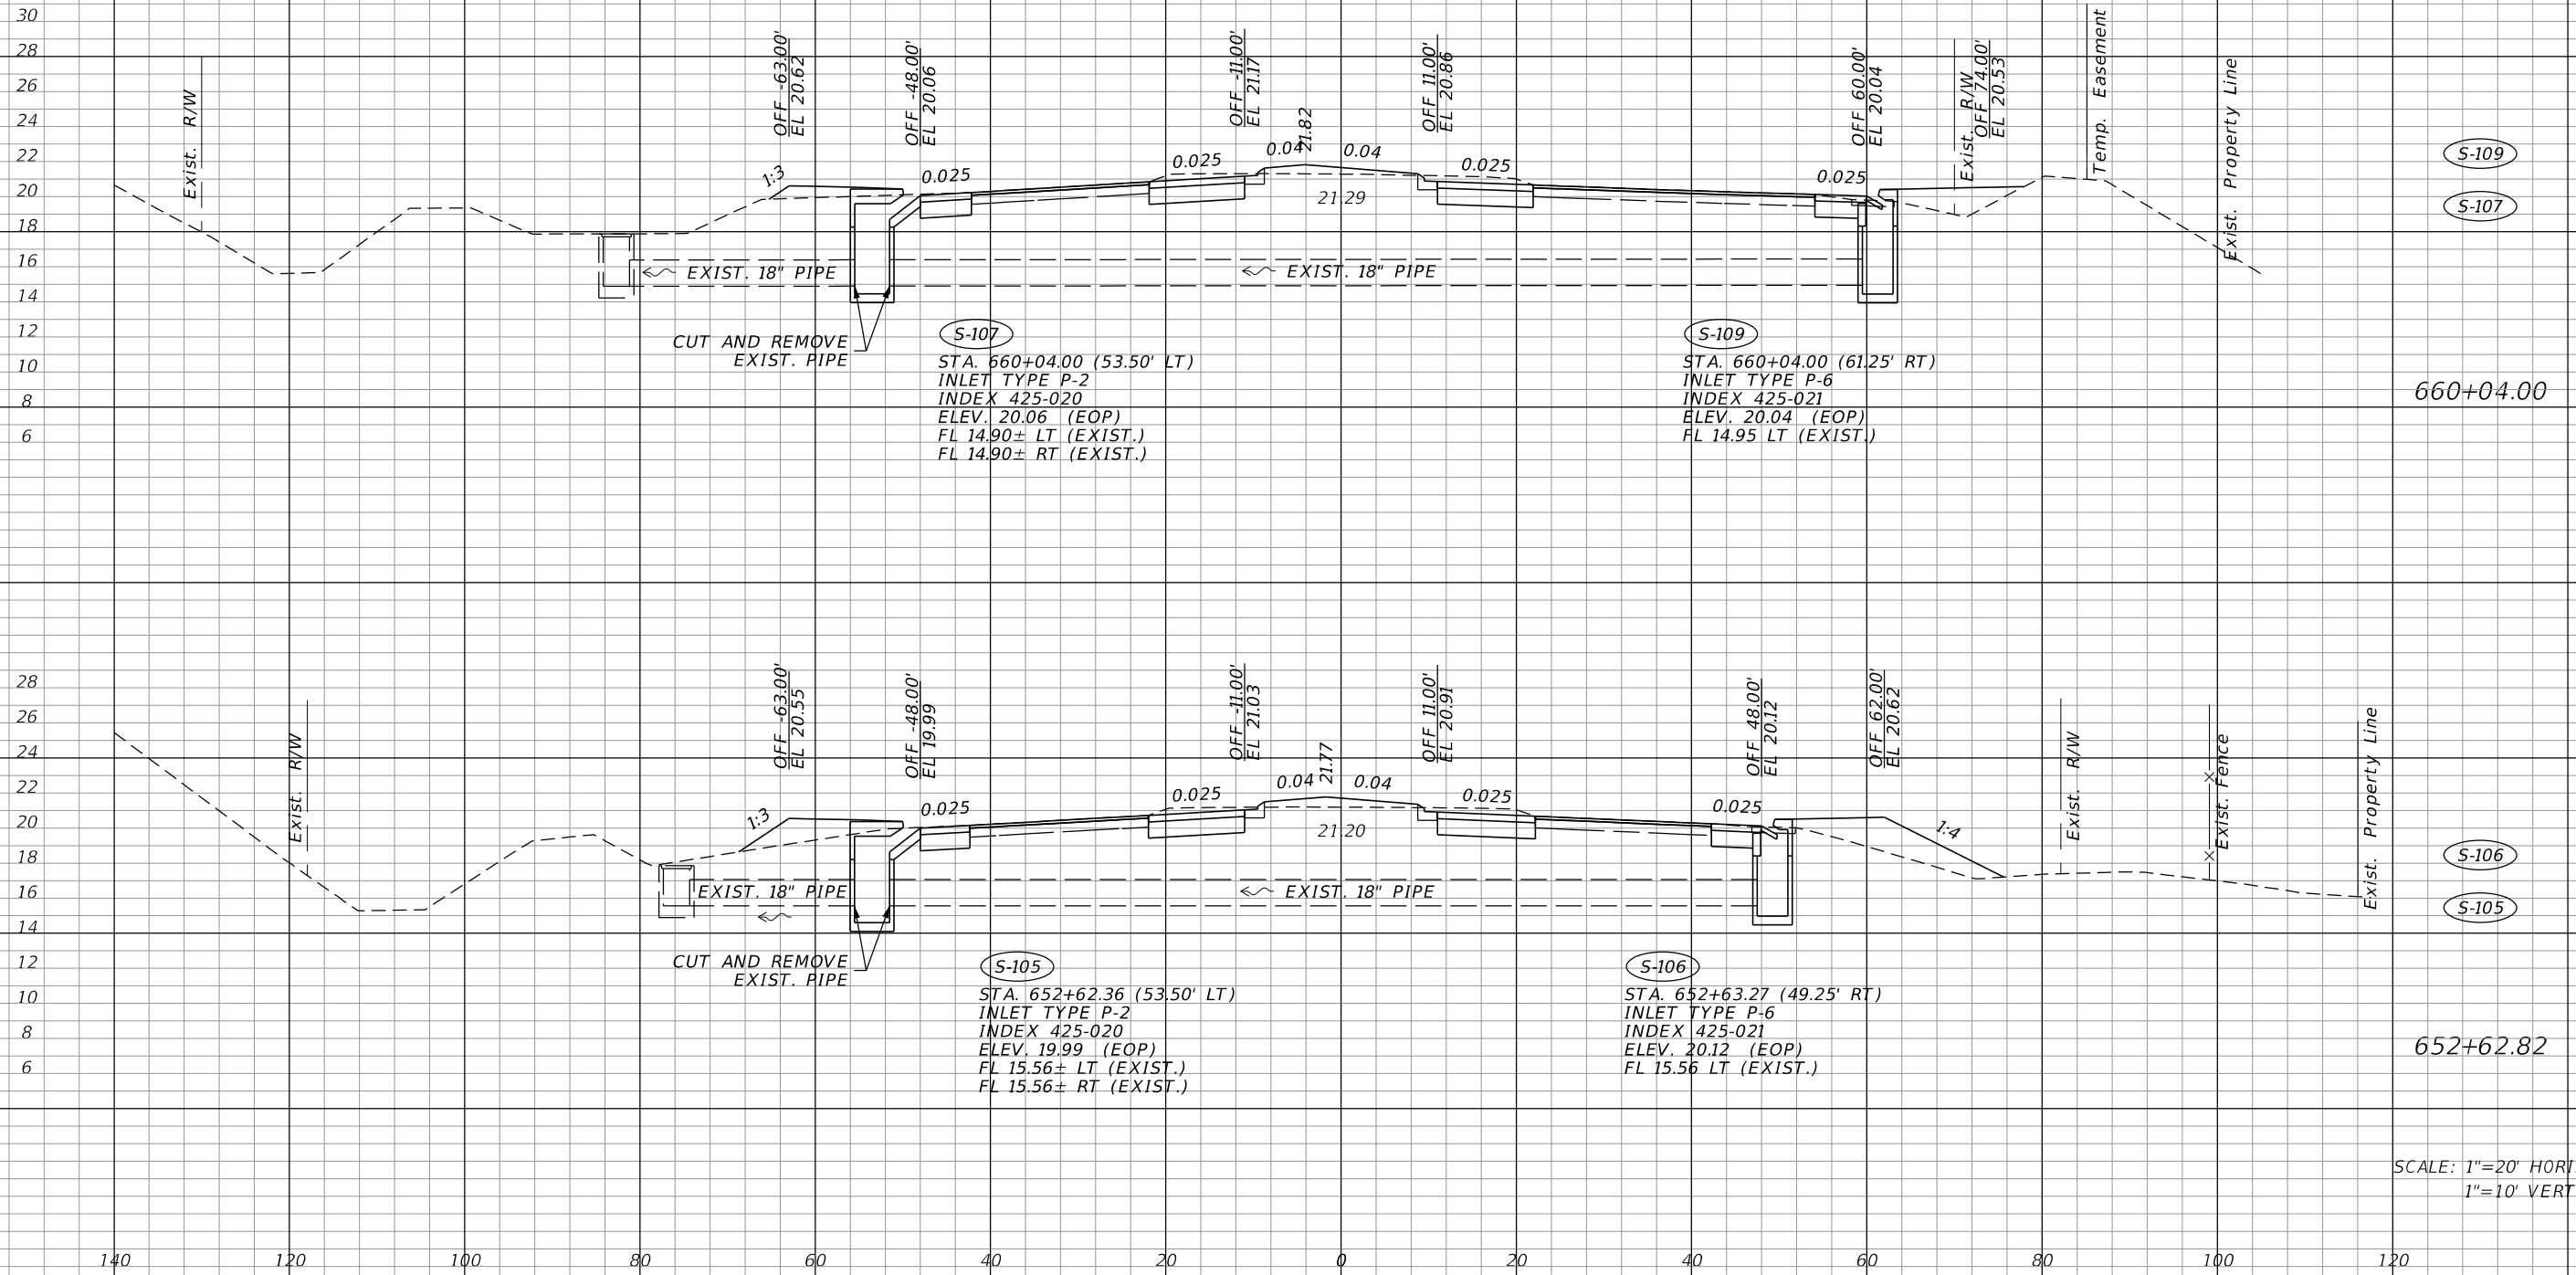 30
28
26
24
22
20
18
16
14
12
10
8
6
Exist. R/W
OFF -63.00'
EL 20.62
OFF -48.00'
EL 20.06
OFF -11.00'
EL 21.17
21.82
OFF 11.00'
EL 20.86
OFF 60.00'
EL 20.04
Exist. R/W
OFF 74.00'
EL 20.53
Temp. Easement
Exist. Property Line
1:3
0.025
0.025
0.04
0.04
0.025
0.025
21.29
S-109
S-107
EXIST. 18" PIPE
EXIST. 18" PIPE
CUT AND REMOVE
EXIST. PIPE
S-107
STA. 660+04.00 (53.50' LT)
INLET TYPE P-2
INDEX 425-020
ELEV. 20.06 (EOP)
FL 14.90± LT (EXIST.)
FL 14.90± RT (EXIST.)
S-109
STA. 660+04.00 (61.25' RT)
INLET TYPE P-6
INDEX 425-021
ELEV. 20.04 (EOP)
FL 14.95 LT (EXIST.)
660+04.00
28
26
24
22
20
18
16
14
12
10
8
6
Exist. R/W
OFF -63.00'
EL 20.55
OFF -48.00'
EL 19.99
OFF -11.00'
EL 21.03
21.77
OFF 11.00'
EL 20.91
OFF 48.00'
EL 20.12
OFF 62.00'
EL 20.62
Exist. R/W
Exist. Fence
Exist. Property Line
1:3
0.025
0.025
0.04
0.04
0.025
0.025
1:4
21.20
S-106
S-105
EXIST. 18" PIPE
EXIST. 18" PIPE
CUT AND REMOVE
EXIST. PIPE
S-105
STA. 652+62.36 (53.50' LT)
INLET TYPE P-2
INDEX 425-020
ELEV. 19.99 (EOP)
FL 15.56± LT (EXIST.)
FL 15.56± RT (EXIST.)
S-106
STA. 652+63.27 (49.25' RT)
INLET TYPE P-6
INDEX 425-021
ELEV. 20.12 (EOP)
FL 15.56 LT (EXIST.)
652+62.82
SCALE: 1"=20' HORI
1"=10' VERT
140 120 100 80 60 40 20 0 20 40 60 80 100 120